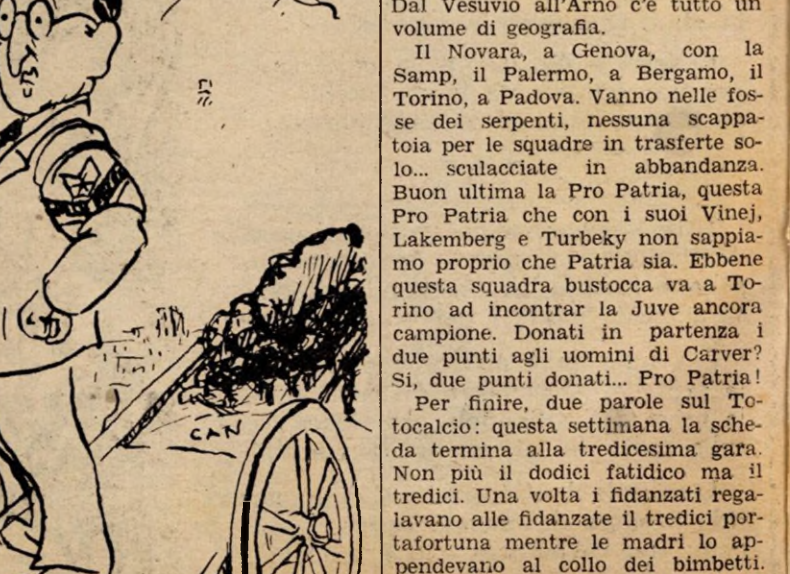 CAN
Dal Vesuvio all'Arno c'è tutto un
volume di geografia.
Il Novara, a Genova, con la
Samp, il Palermo, a Bergamo, il
Torino, a Padova. Vanno nelle fos-
se dei serpenti, nessuna scappa-
toia per le squadre in trasferte so-
lo... sculacciate in abbandanza.
Buon ultima la Pro Patria, questa
Pro Patria che con i suoi Vinej,
Lakemberg e Turbeky non sappia-
mo proprio che Patria sia. Ebbene
questa squadra bustocca va a To-
rino ad incontrar la Juve ancora
campione. Donati in partenza i
due punti agli uomini di Carver?
Si, due punti donati... Pro Patria!
Per finire, due parole sul To-
tocalcio: questa settimana la sche-
da termina alla tredicesima gara.
Non più il dodici fatidico ma il
tredici. Una volta i fidanzati rega-
lavano alle fidanzate il tredici por-
tafortuna mentre le madri lo ap-
pendevano al collo dei bimbetti.